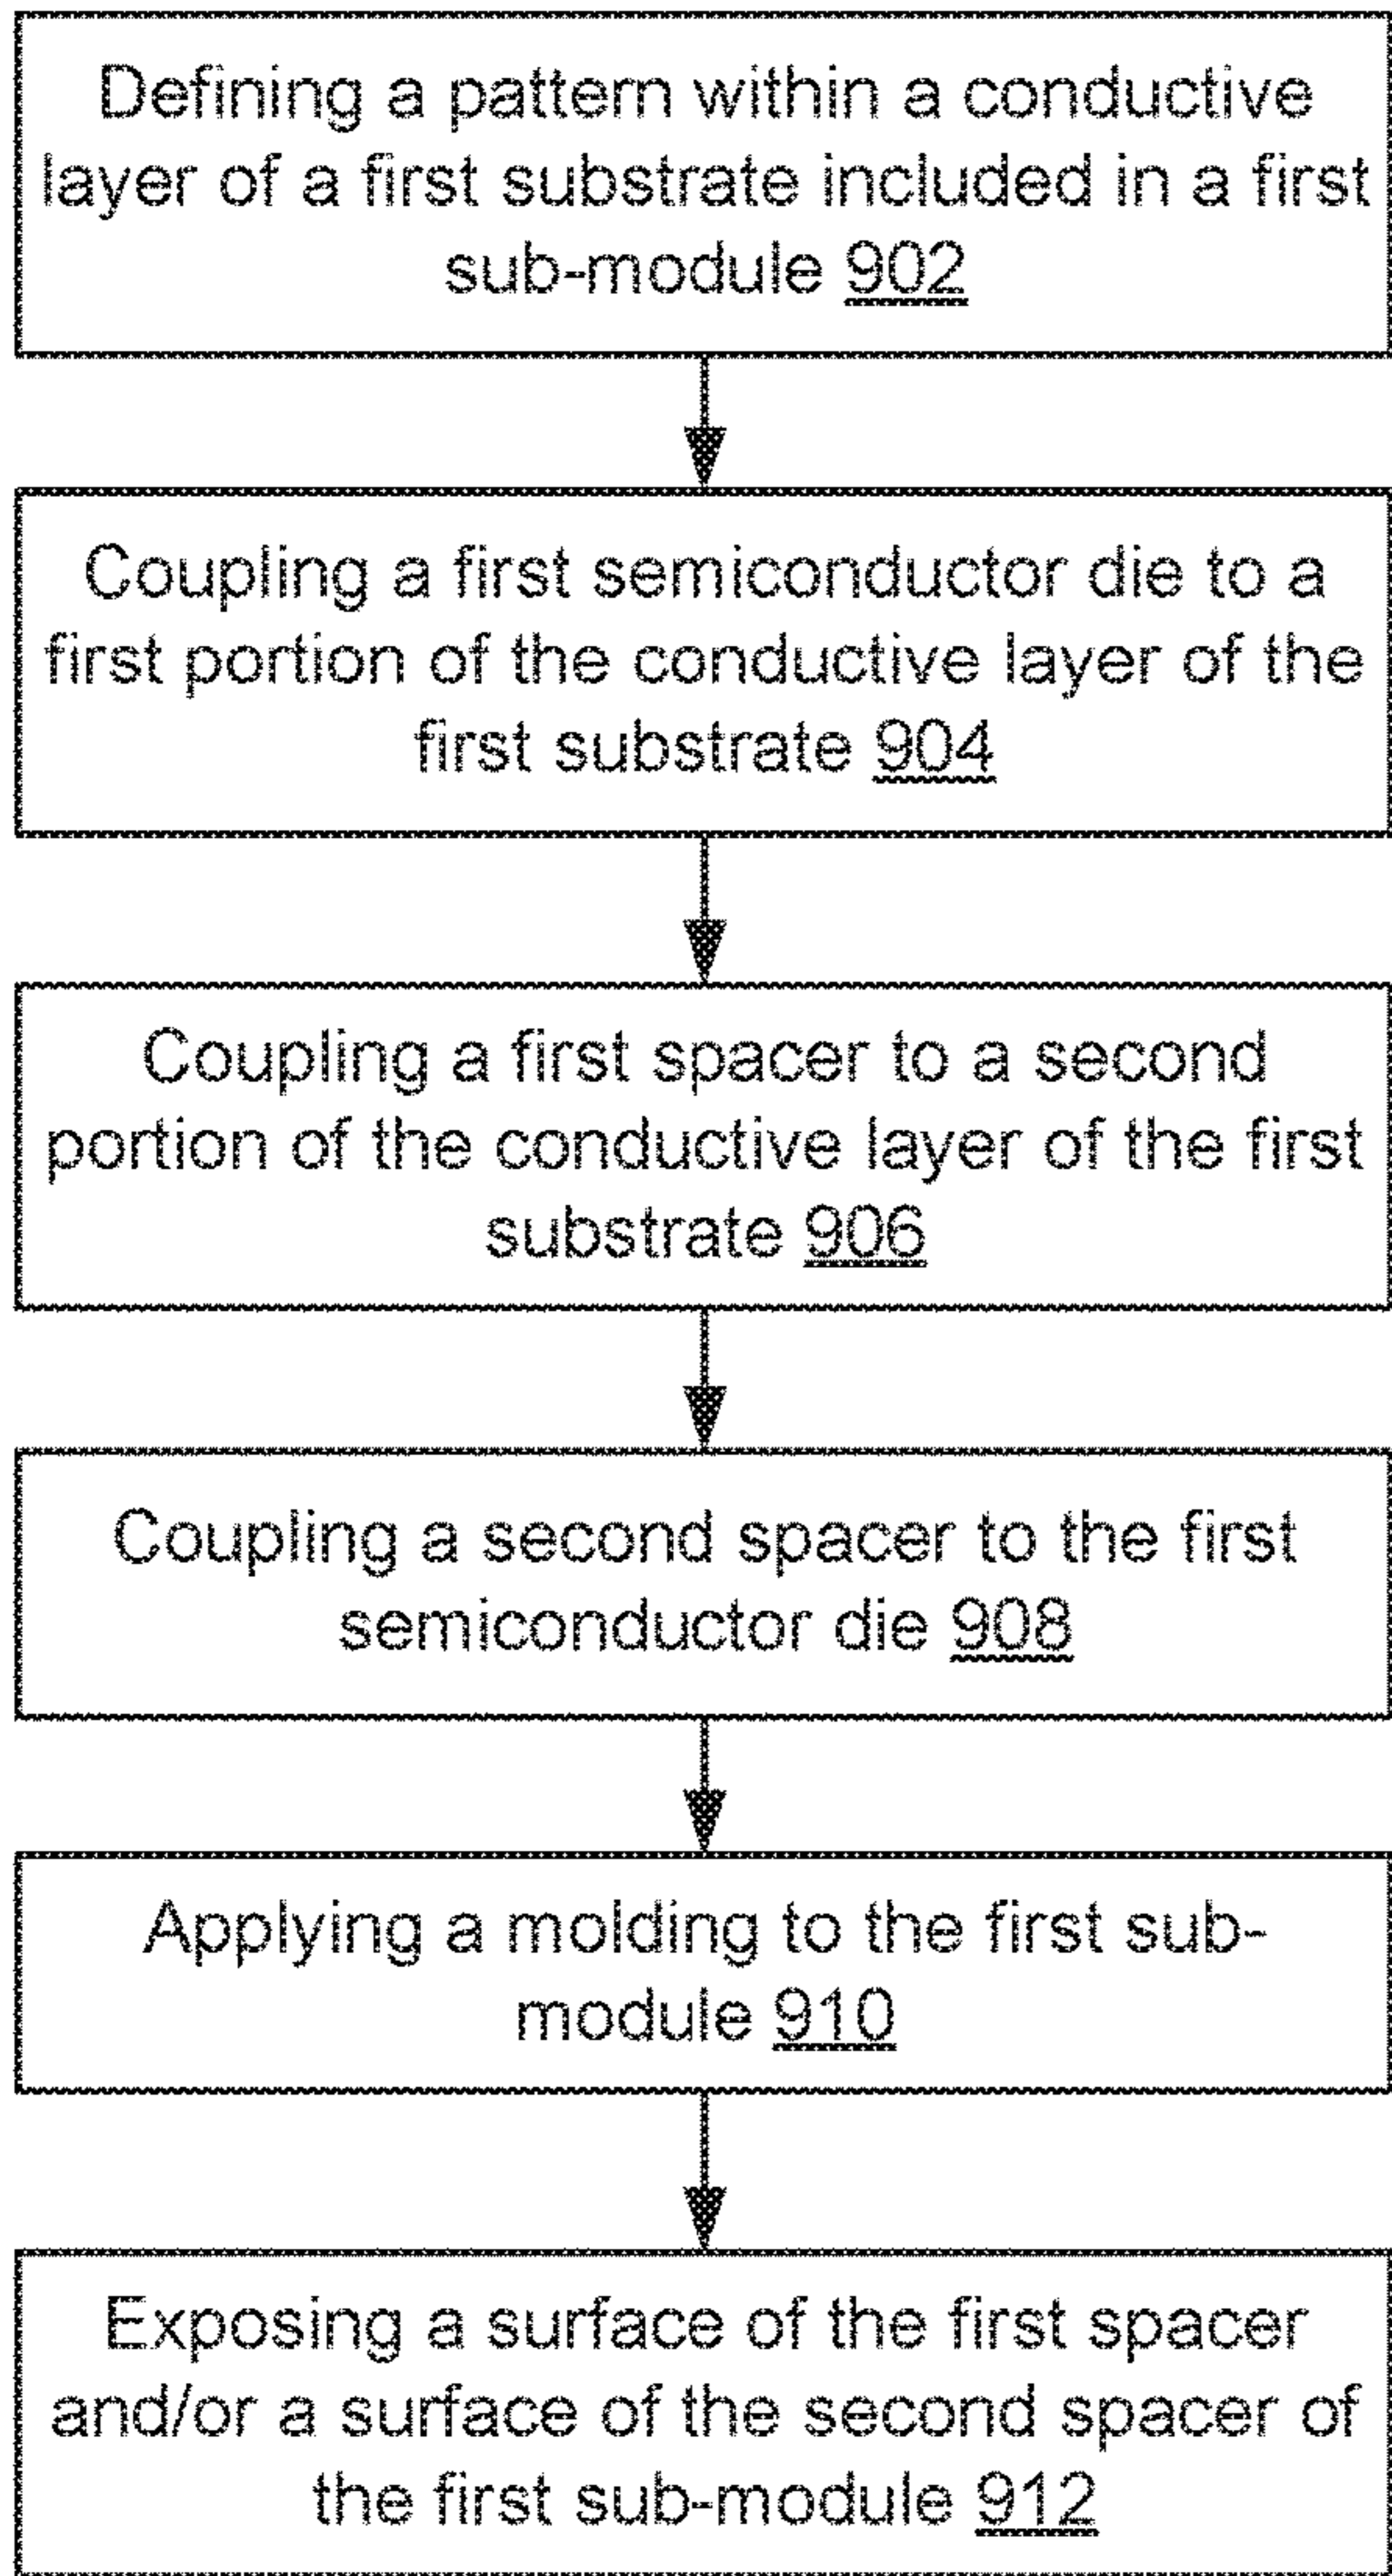 Defining a pattern within a conductive
layer of a first substrate included in a first
sub-module 902
Coupling a first semiconductor die to a
first portion of the conductive layer of the
first substrate 904
Coupling a first spacer to a second
portion of the conductive layer of the first
substrate 906
Coupling a second spacer to the first
semiconductor die 908
Applying a molding to the first sub-
module 910
Exposing a surface of the first spacer
and/or a surface of the second spacer of
the first sub-module 912